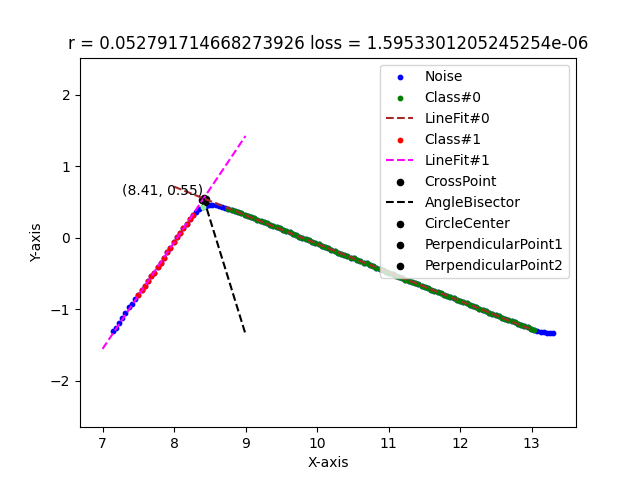 r = 0.052791714668273926 loss = 1.5953301205245254e-06
Noise
Class#0
LineFit#0
Class#1
LineFit#1
CrossPoint
AngleBisector
CircleCenter
PerpendicularPoint1
PerpendicularPoint2
(8.41, 0.55)
2
1
0
−1
−2
Y-axis
7 8 9 10 11 12 13
X-axis